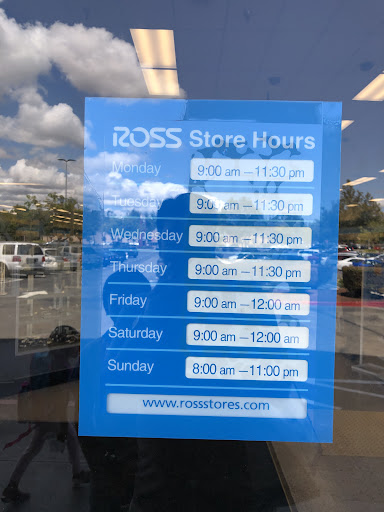 ROSS Store Hours
Monday 9:00 am – 11:30 pm
Tuesday 9:00 am – 11:30 pm
Wednesday 9:00 am – 11:30 pm
Thursday 9:00 am – 11:30 pm
Friday 9:00 am – 12:00 am
Saturday 9:00 am – 12:00 am
Sunday 8:00 am – 11:00 pm
www.rossstores.com